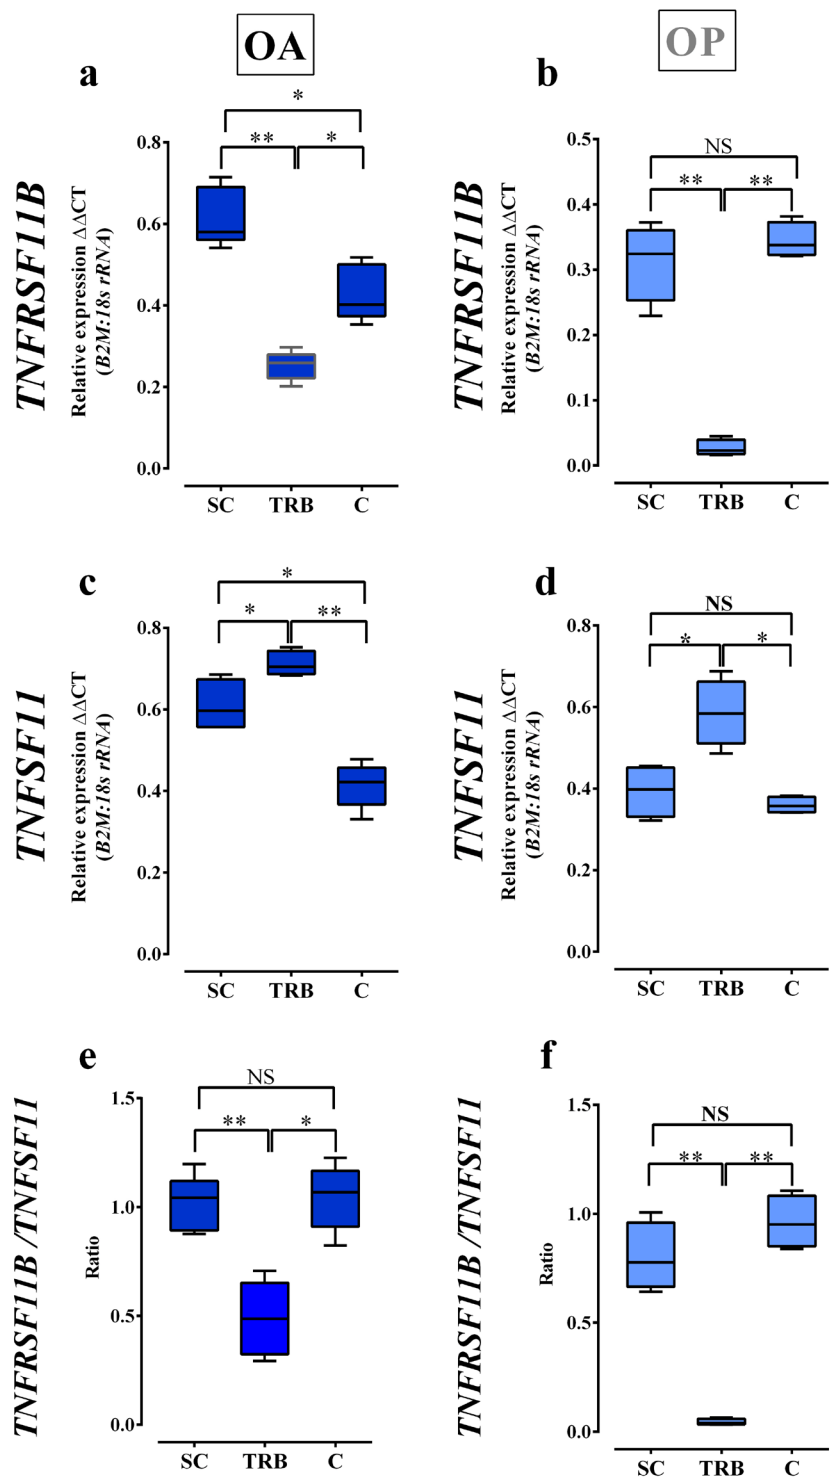 OA
OP
a
TNFRSF11B
Relative expression ΔΔCT
(B2M:18s rRNA)
*
**
*
0.8
0.6
0.4
0.2
0.0
SC
TRB
C
b
TNFRSF11B
Relative expression ΔΔCT
(B2M:18s rRNA)
NS
**
**
0.5
0.4
0.3
0.2
0.1
0.0
SC
TRB
C
c
TNFSF11
Relative expression ΔΔCT
(B2M:18s rRNA)
*
*
**
0.8
0.6
0.4
0.2
0.0
SC
TRB
C
d
TNFSF11
Relative expression ΔΔCT
(B2M:18s rRNA)
NS
*
*
0.8
0.6
0.4
0.2
0.0
SC
TRB
C
e
TNFRSF11B /TNFSF11
Ratio
NS
**
*
1.5
1.0
0.5
0.0
SC
TRB
C
f
TNFRSF11B /TNFSF11
Ratio
NS
**
**
1.5
1.0
0.5
0.0
SC
TRB
C